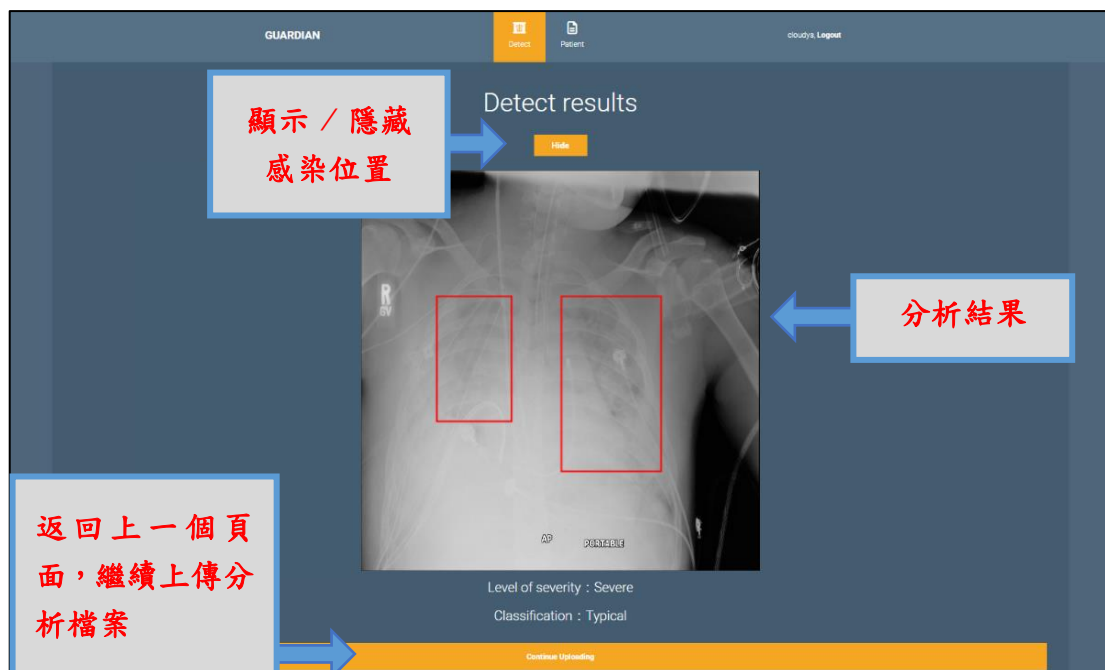 GUARDIAN
Detect
Patient
cloudys, Logout
Detect results
顯示／隱藏
感染位置
Hide
R
GV
分析結果
返回上一個頁
面，繼續上傳分
析檔案
AP
PORTABLE
Level of severity：Severe
Classification：Typical
Continue Uploading